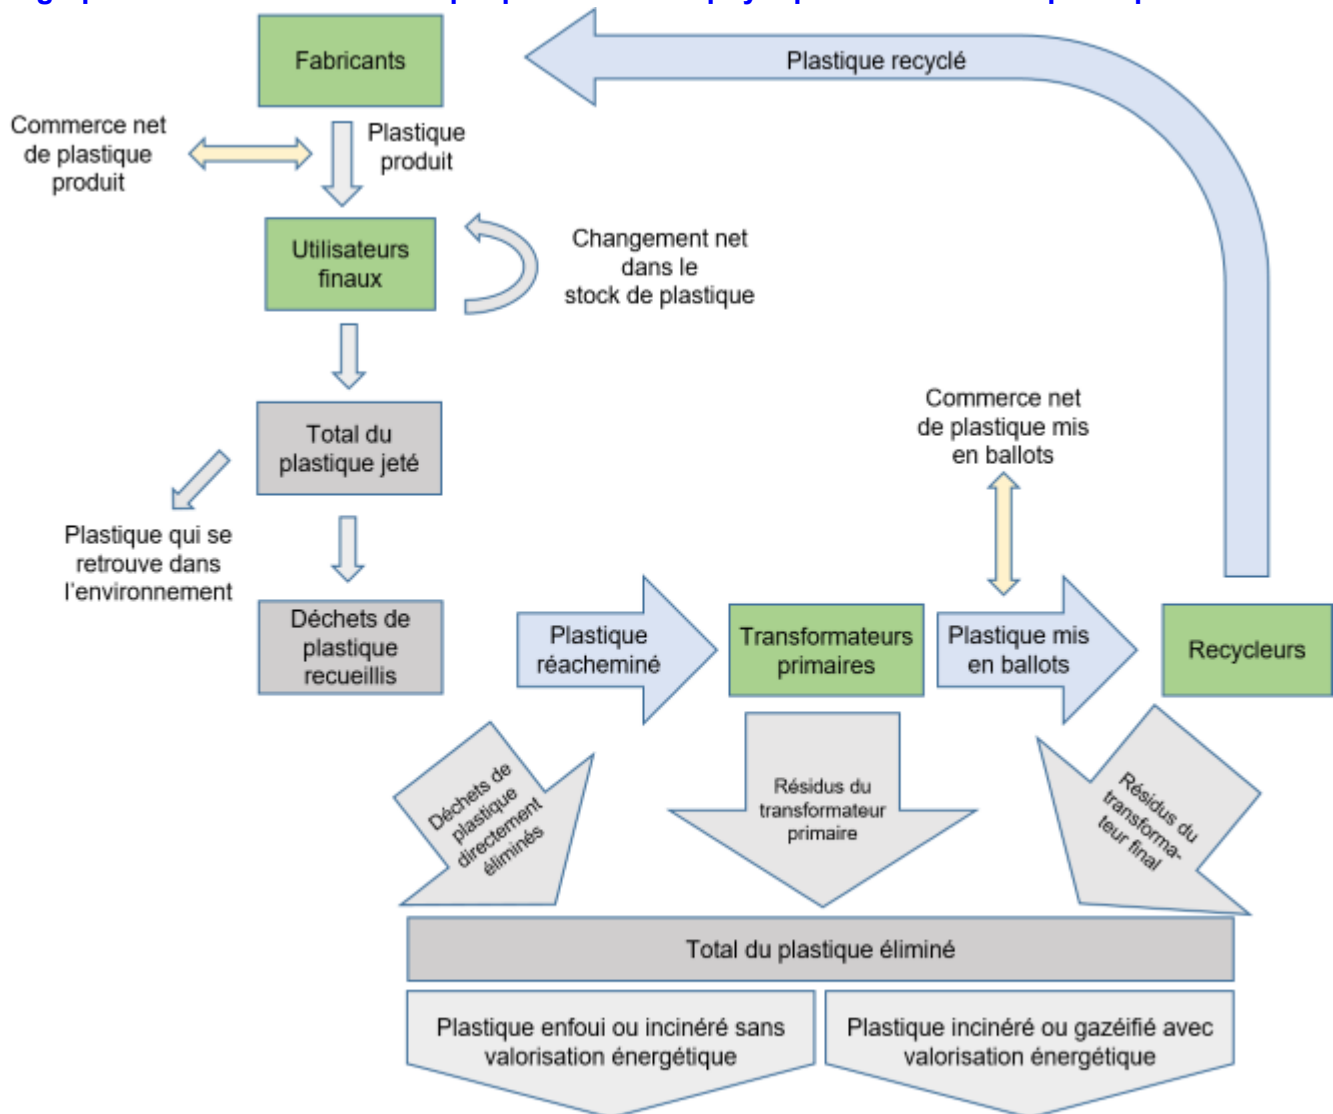 Fabricants
Plastique recyclé
Commerce net
de plastique
produit
Plastique
produit
Utilisateurs
finaux
Changement net
dans le
stock de plastique
Total du
plastique jeté
Commerce net
de plastique mis
en ballots
Plastique qui se
retrouve dans
l'environnement
Déchets de
plastique
recueillis
Plastique
réacheminé
Transformateurs
primaires
Plastique mis
en ballots
Recycleurs
Déchets de
plastique
directement
éliminés
Résidus du
transformateur
primaire
Résidus du
transforma-
teur final
Total du plastique éliminé
Plastique enfoui ou incinéré sans
valorisation énergétique
Plastique incinéré ou gazéifié avec
valorisation énergétique